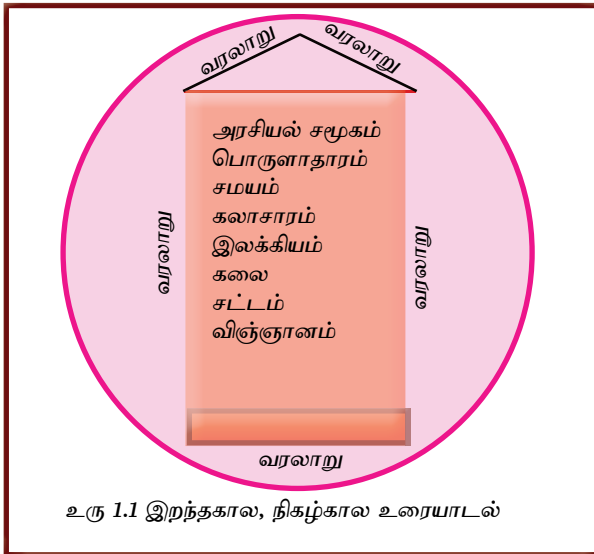 வரலாறு
வரலாறு
அரசியல் சமூகம்
பொருளாதாரம்
சமயம்
கலாசாரம்
இலக்கியம்
கலை
சட்டம்
விஞ்ஞானம்
வரலாறு
வரலாறு
வரலாறு
உரு 1.1 இறந்தகால, நிகழ்கால உரையாடல்